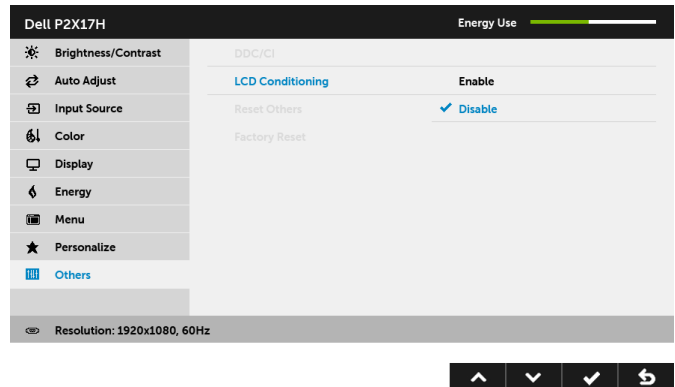 Dell P2X17H Energy Use
Brightness/Contrast DDC/CI
Auto Adjust LCD Conditioning Enable
Input Source Reset Others Disable
Color Factory Reset
Display
Energy
Menu
Personalize
Others
Resolution: 1920x1080, 60Hz